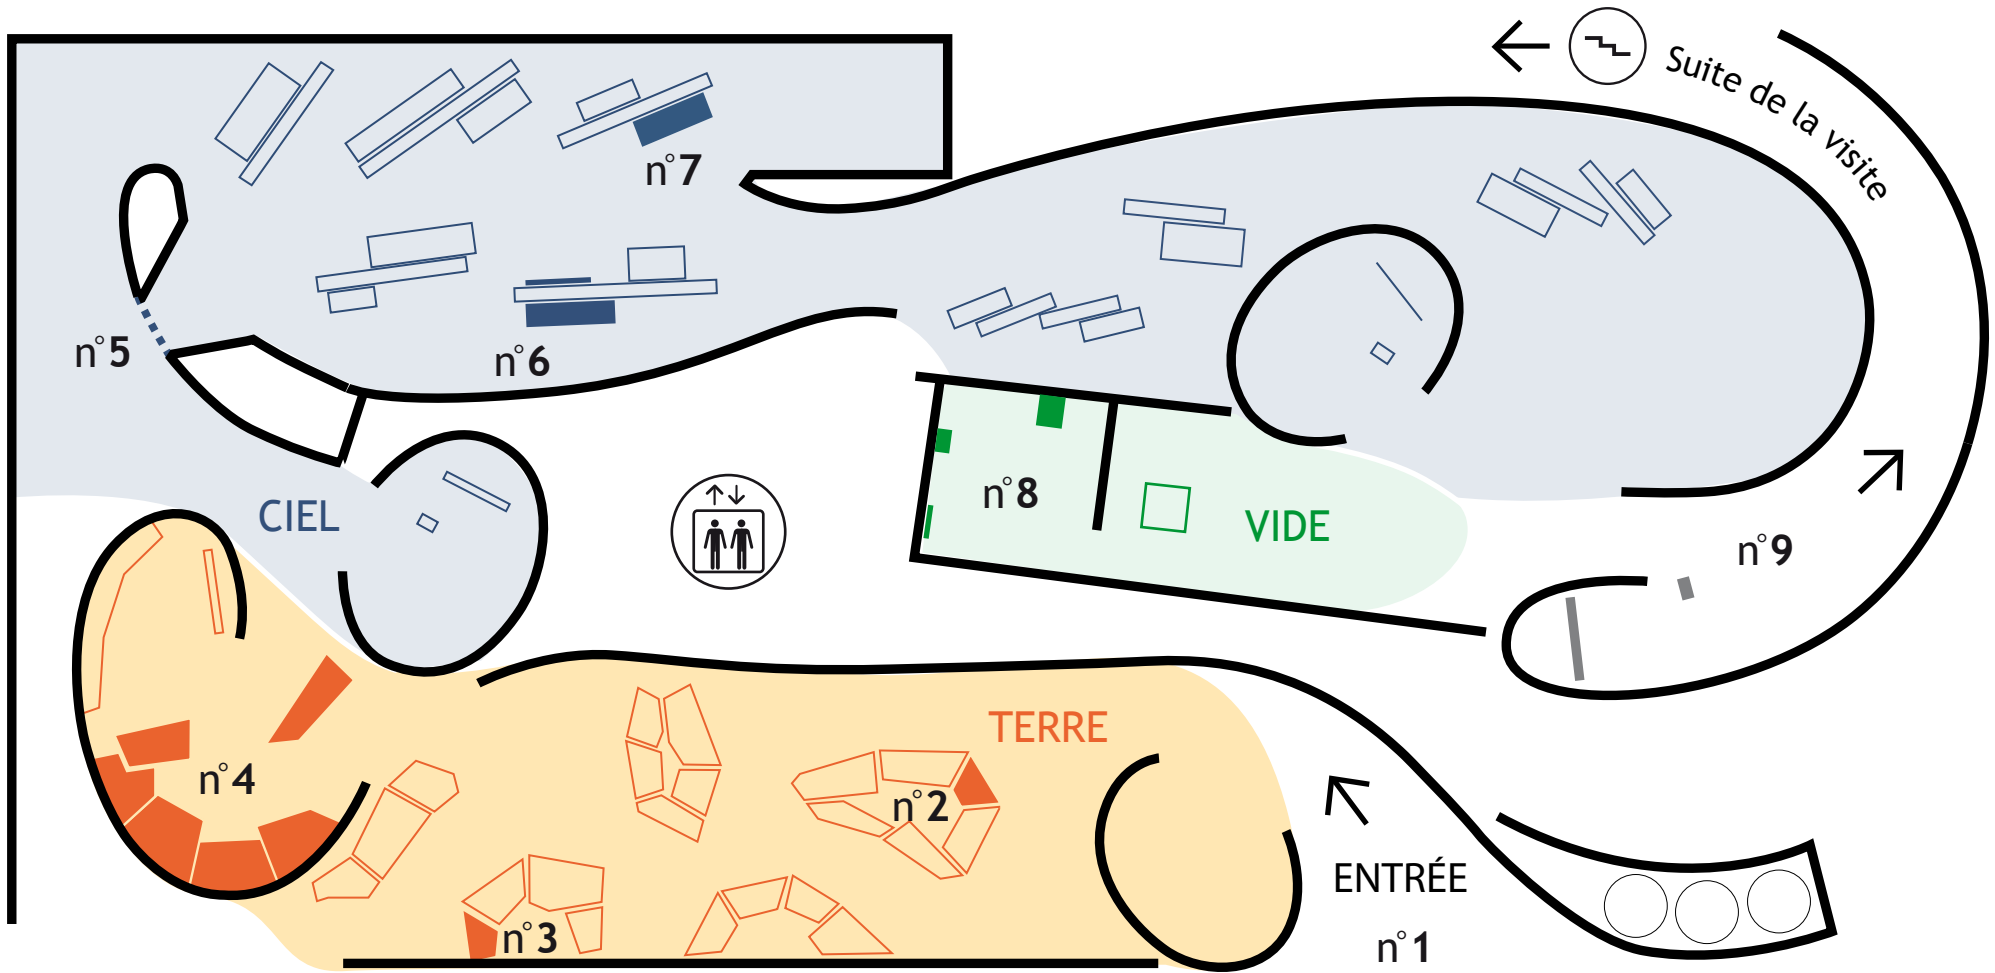 Suite de la visite
n°7
n°5
n°6
n°8
CIEL
VIDE
n°9
TERRE
n°4
n°2
ENTRÉE
n°3
n°1